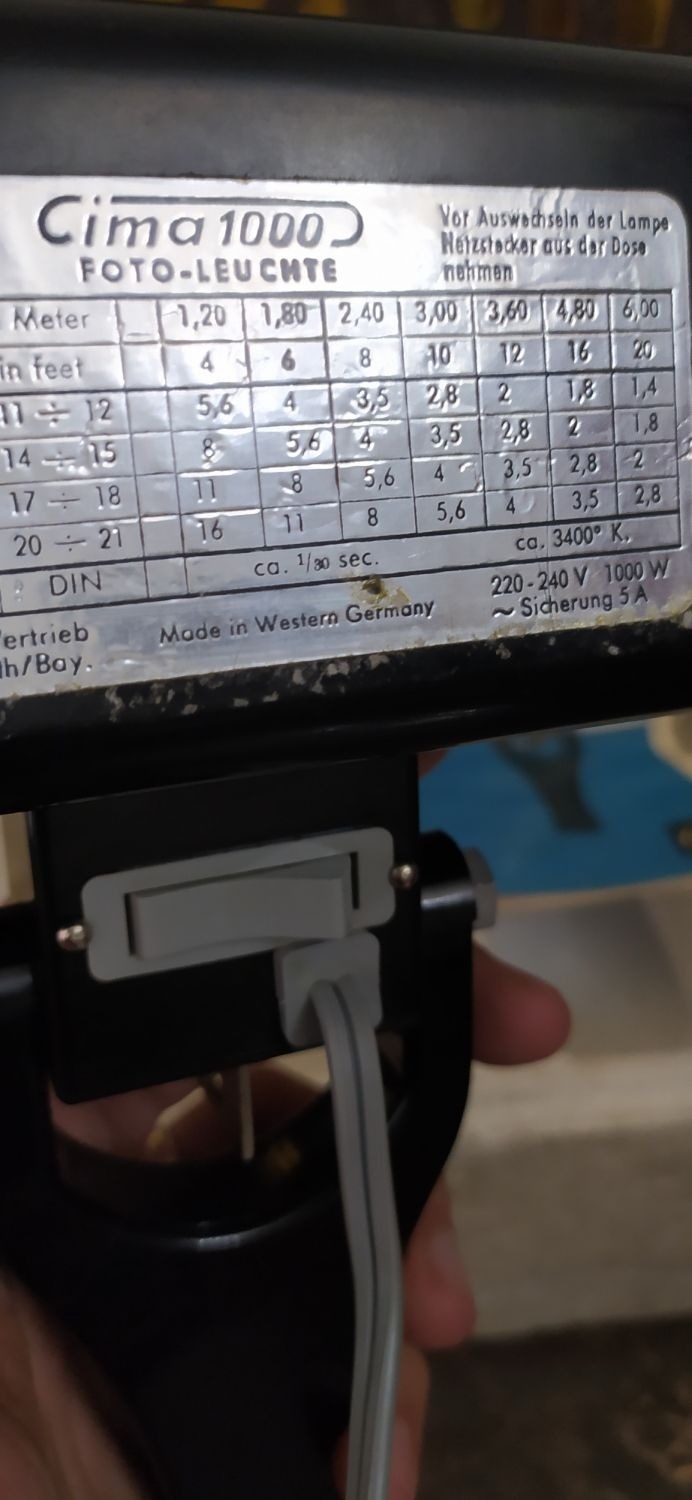 Cima 1000
FOTO-LEUCHTE
Vor Auswechseln der Lampe
Netzstecker aus der Dose
nehmen
Meter 1,20 1,80 2,40 3,00 3,60 4,80 6,00
in feet 4 6 8 10 12 16 20
11 ÷ 12 5,6 4 3,5 2,8 2 1,8 1,4
14 ÷ 15 8 5,6 4 3,5 2,8 2 1,8
17 ÷ 18 11 8 5,6 4 3,5 2,8 2
20 ÷ 21 16 11 8 5,6 4 3,5 2,8
DIN ca. 1/30 sec. ca. 3400° K.
ertrieb Made in Western Germany 220-240 V 1000 W
h/Bay. ~ Sicherung 5 A